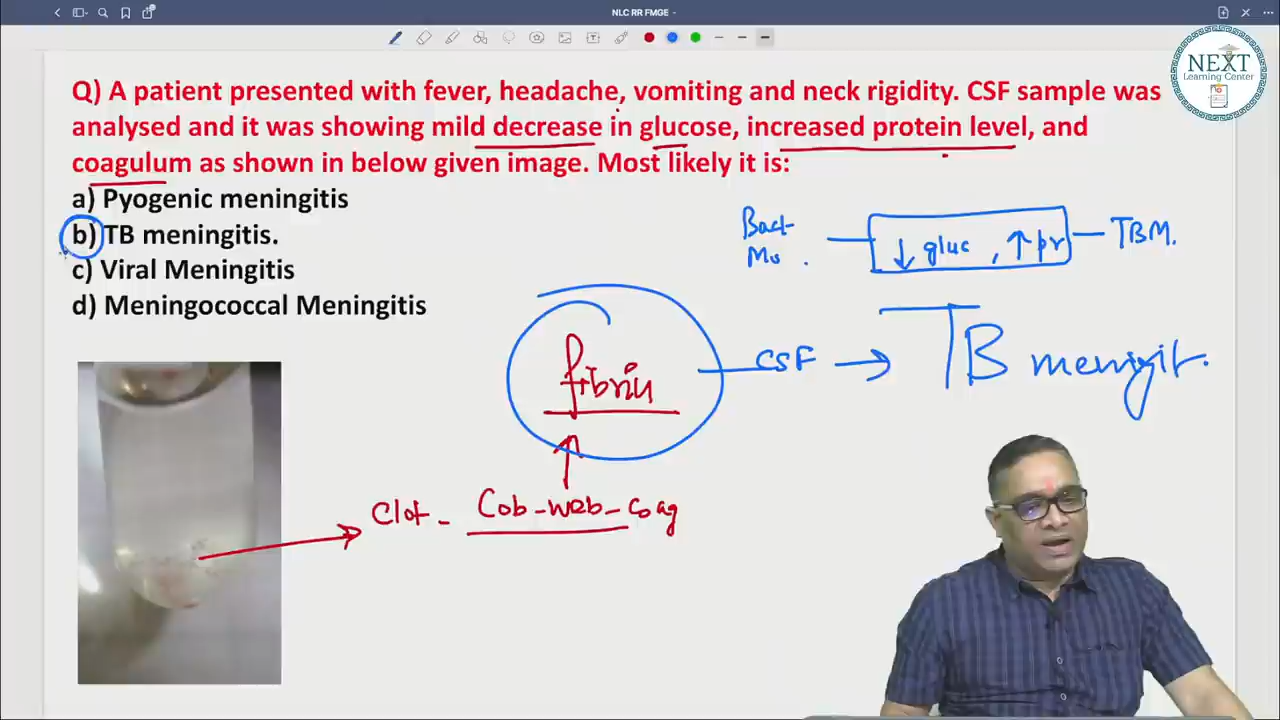 NLC RR FMGE
NEXT
Learning Center
Q) A patient presented with fever, headache, vomiting and neck rigidity. CSF sample was
analysed and it was showing mild decrease in glucose, increased protein level, and
coagulum as shown in below given image. Most likely it is:
a) Pyogenic meningitis
b) TB meningitis.
c) Viral Meningitis
d) Meningococcal Meningitis
Bact
↓ gluc , ↑ pr
TBM.
fibrin
CSF → TB meningit.
Clot - Cob-web-coag